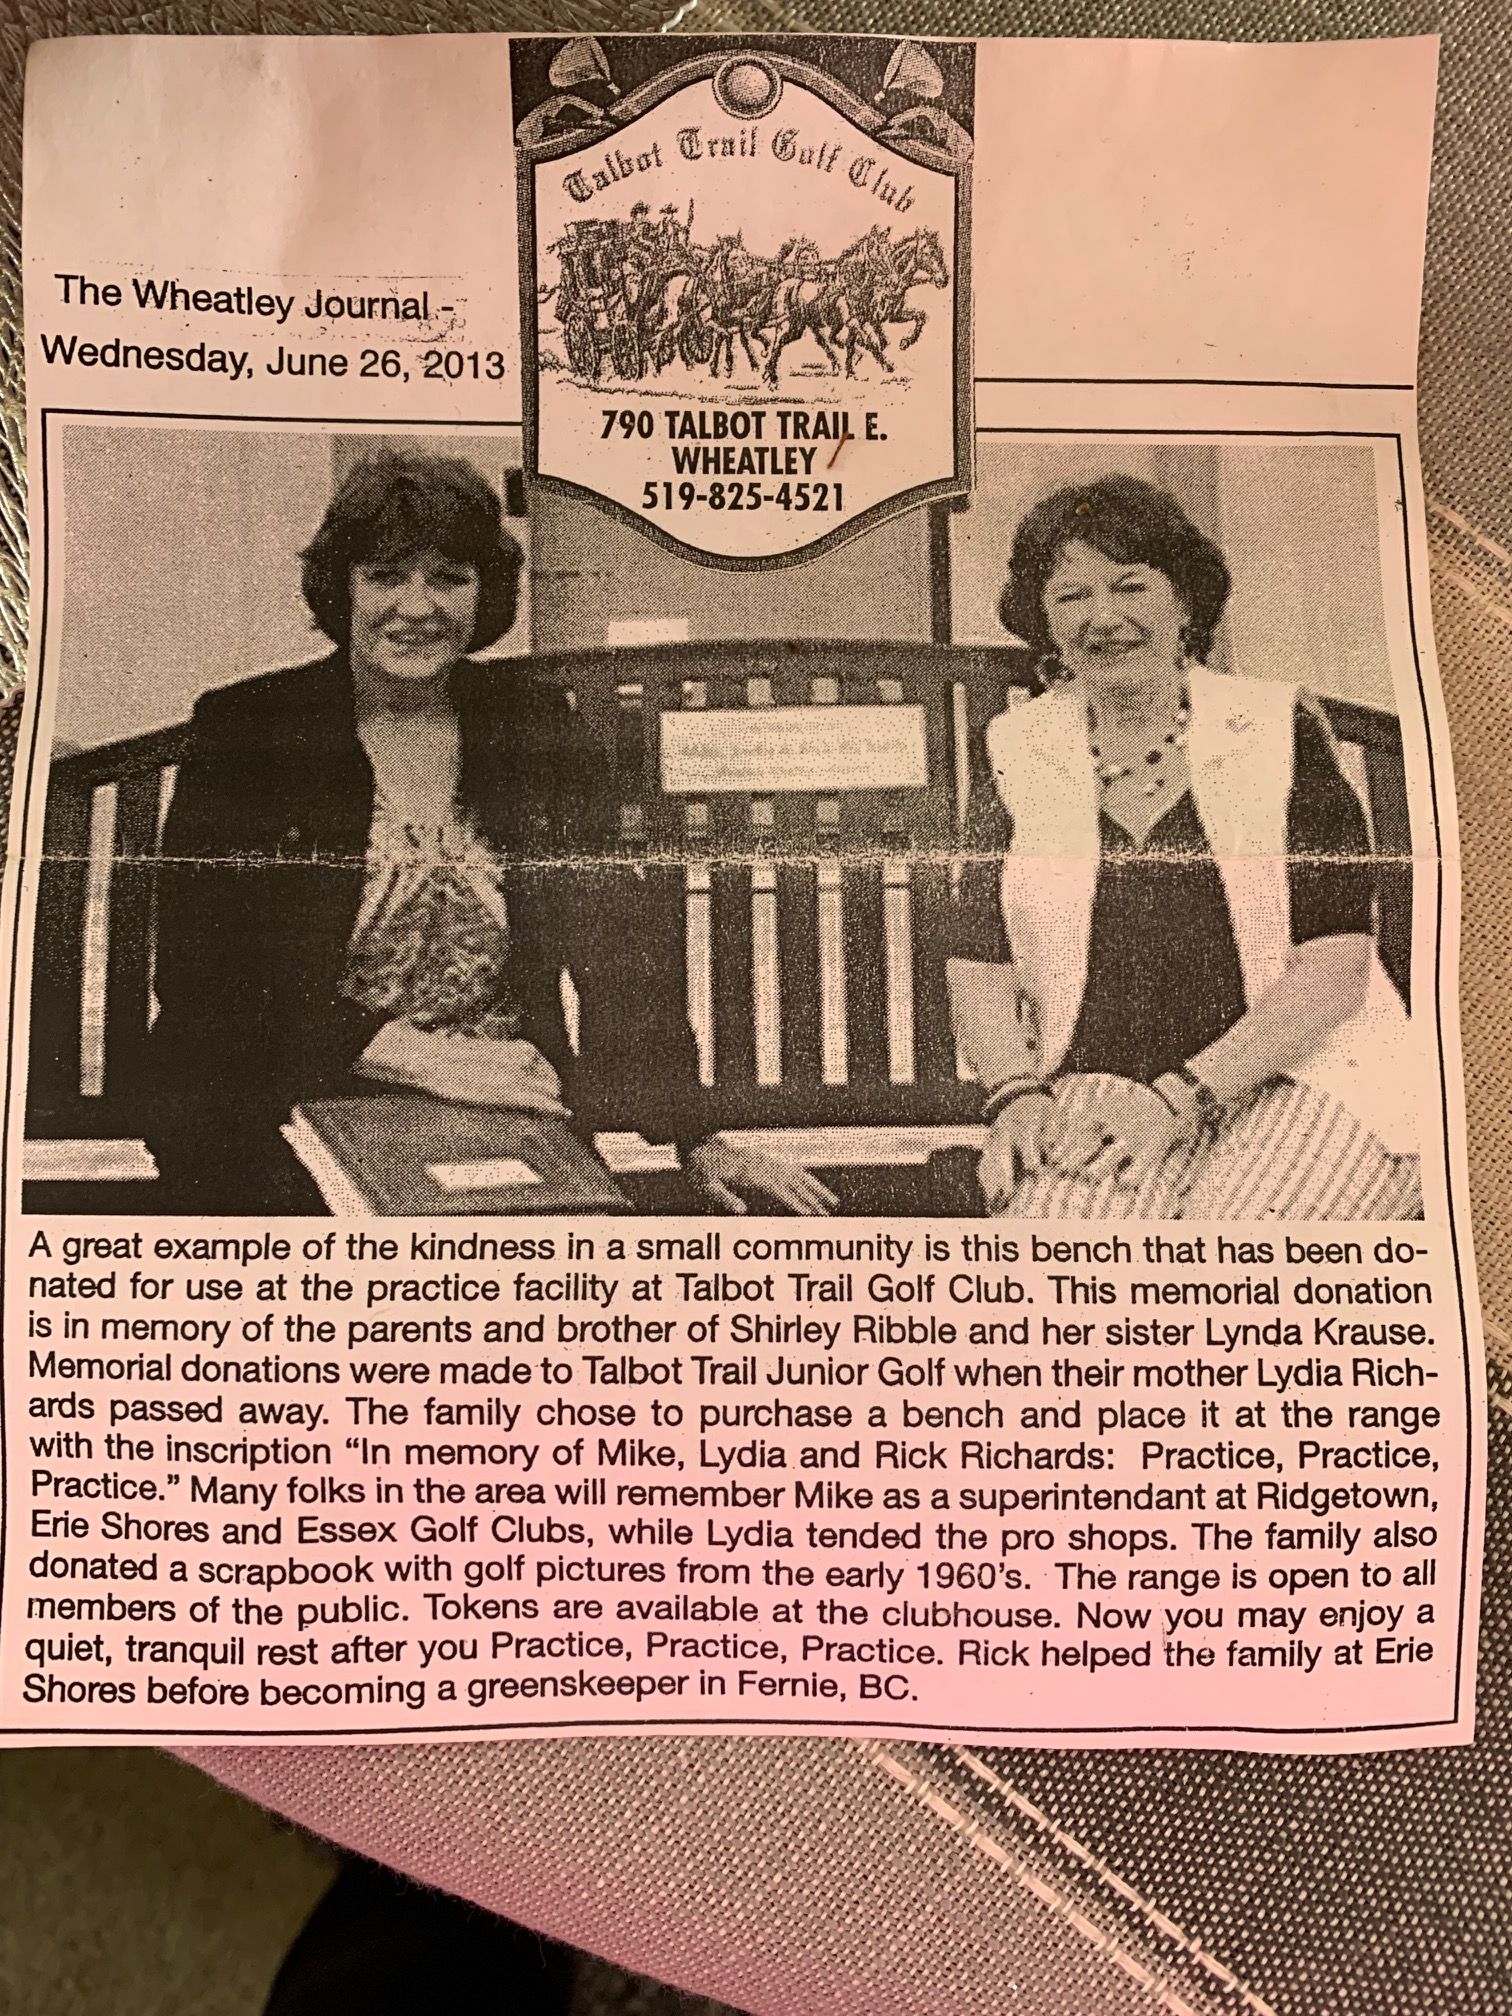 Talbot Trail Golf Club
The Wheatley Journal -
Wednesday, June 26, 2013
790 TALBOT TRAIL E.
WHEATLEY
519-825-4521
A great example of the kindness in a small community is this bench that has been do-
nated for use at the practice facility at Talbot Trail Golf Club. This memorial donation
is in memory of the parents and brother of Shirley Ribble and her sister Lynda Krause.
Memorial donations were made to Talbot Trail Junior Golf when their mother Lydia Rich-
ards passed away. The family chose to purchase a bench and place it at the range
with the inscription “In memory of Mike, Lydia and Rick Richards: Practice, Practice,
Practice.” Many folks in the area will remember Mike as a superintendant at Ridgetown,
Erie Shores and Essex Golf Clubs, while Lydia tended the pro shops. The family also
donated a scrapbook with golf pictures from the early 1960’s. The range is open to all
members of the public. Tokens are available at the clubhouse. Now you may enjoy a
quiet, tranquil rest after you Practice, Practice, Practice. Rick helped the family at Erie
Shores before becoming a greenskeeper in Fernie, BC.